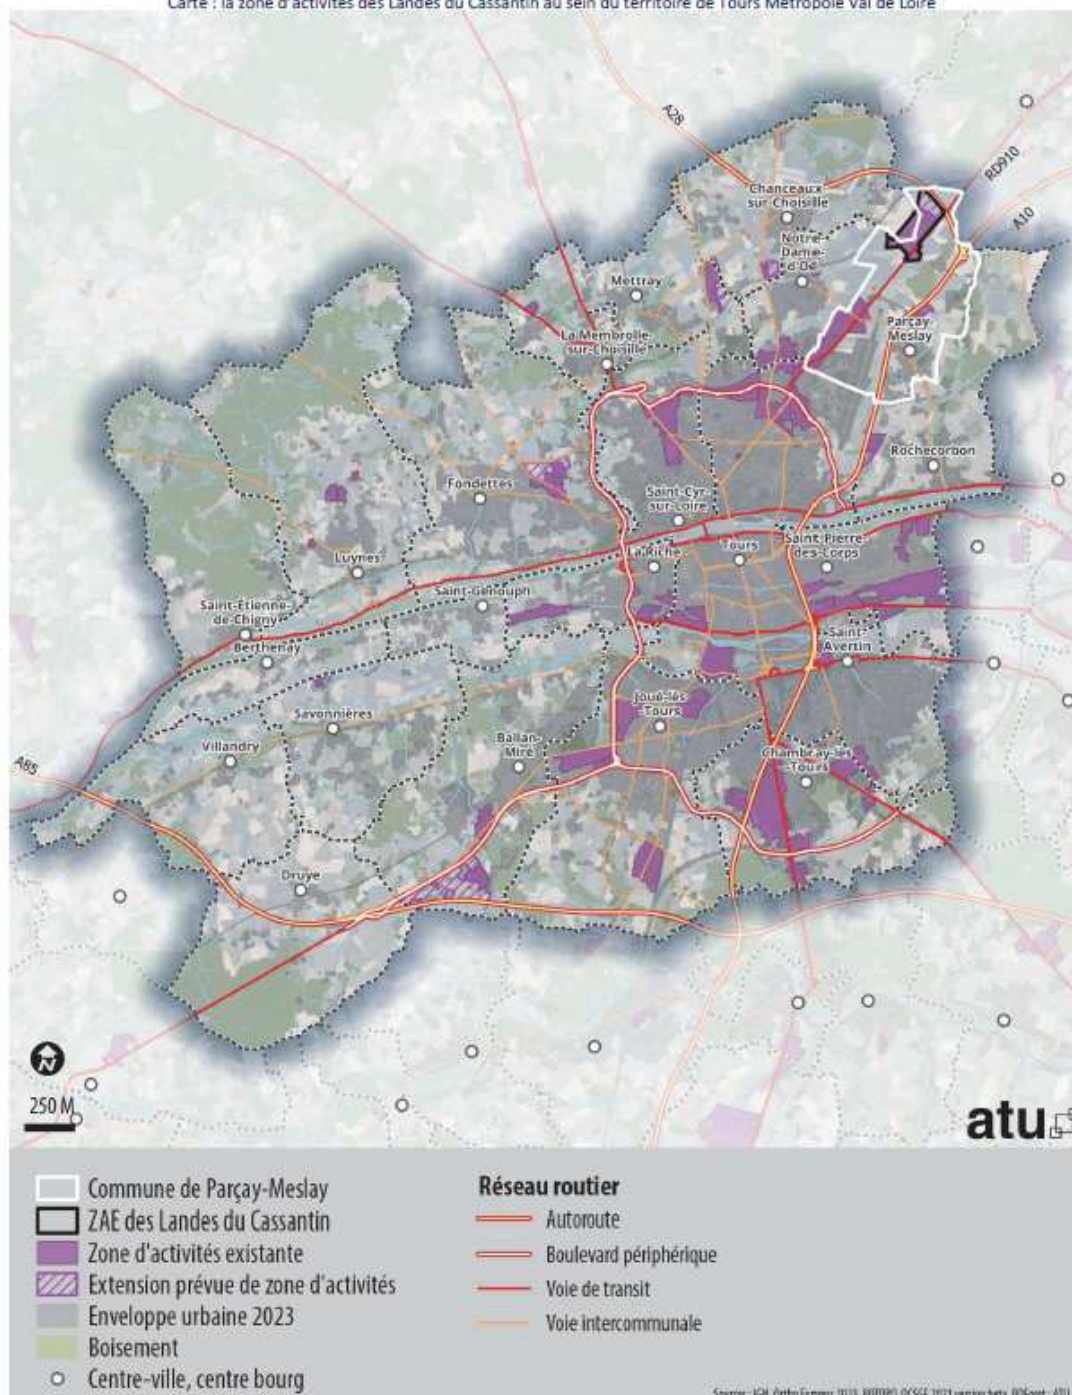 Carte : la zone d'activités des Landes du Cassantin au sein du territoire de Tours Métropole Val de Loire
A28
RD910
A10
Chanceaux
sur-Choisille
Notre-
Dame-
d'Oé
Mettray
La Membrolle
-sur-Choisille
Parçay-
Meslay
Rochecorbon
Fondettes
Saint-Cyr-
sur-Loire
Luynes
La Riche
Tours
Saint-Pierre-
des-Corps
Saint-Genouph
Saint-Etienne-
de-Chigny
Berthenay
Saint-
Avertin
Savonnières
Joué-lès
-Tours
Villandry
Ballan-
Miré
Chambray-lès
-Tours
A85
Druye
N
250 M
atu
Commune de Parçay-Meslay
ZAE des Landes du Cassantin
Zone d'activités existante
Extension prévue de zone d'activités
Enveloppe urbaine 2023
Boisement
Centre-ville, centre bourg
Réseau routier
Autoroute
Boulevard périphérique
Voie de transit
Voie intercommunale